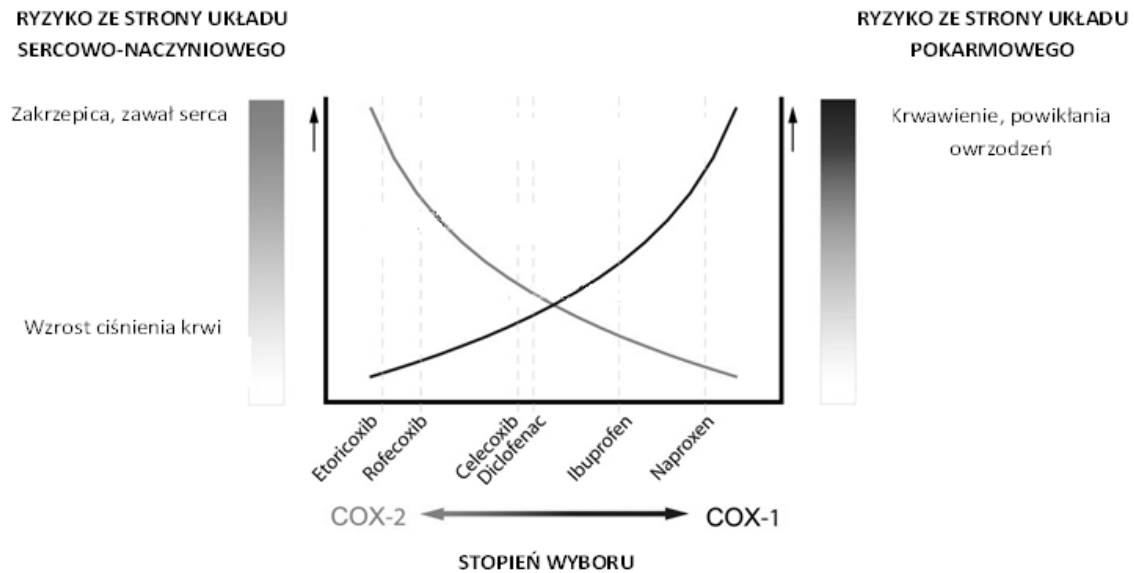 RYZYKO ZE STRONY UKŁADU
SERCOWO-NACZYNIOWEGO
RYZYKO ZE STRONY UKŁADU
POKARMOWEGO
Zakrzepica, zawał serca
Wzrost ciśnienia krwi
Krwawienie, powikłania
owrzodzeń
Etoricoxib
Rofecoxib
Celecoxib
Diclofenac
Ibuprofen
Naproxen
COX-2
COX-1
STOPIEŃ WYBORU